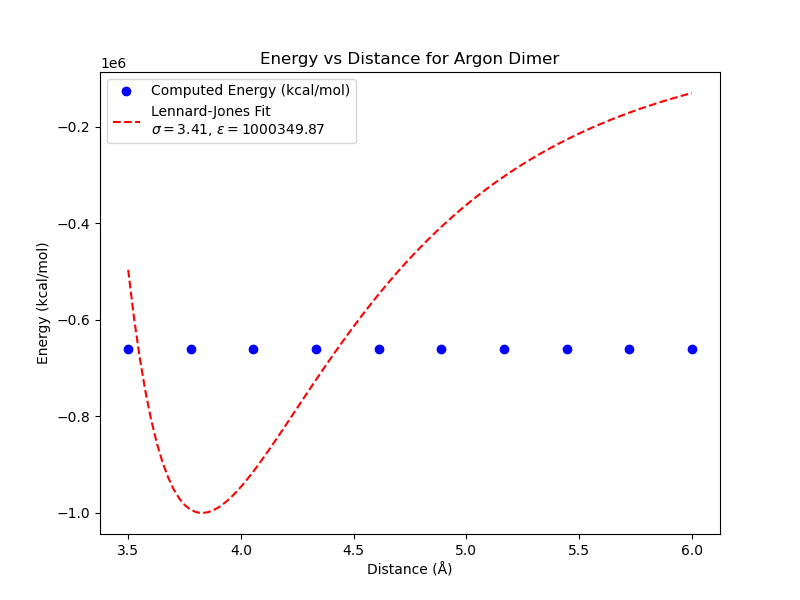 Energy vs Distance for Argon Dimer
1e6
Computed Energy (kcal/mol)
Lennard-Jones Fit
σ = 3.41, ε = 1000349.87
−0.2
−0.4
−0.6
−0.8
−1.0
Energy (kcal/mol)
3.5 4.0 4.5 5.0 5.5 6.0
Distance (Å)